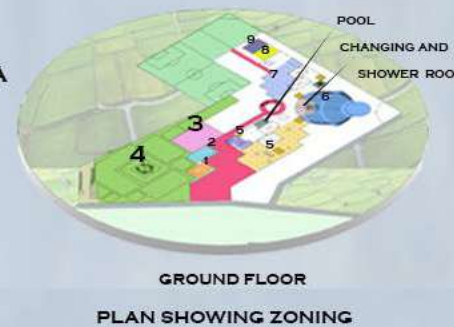 POOL
CHANGING AND
SHOWER ROO
A
9
8
7
6
3
5
2
5
4
1
GROUND FLOOR
PLAN SHOWING ZONING